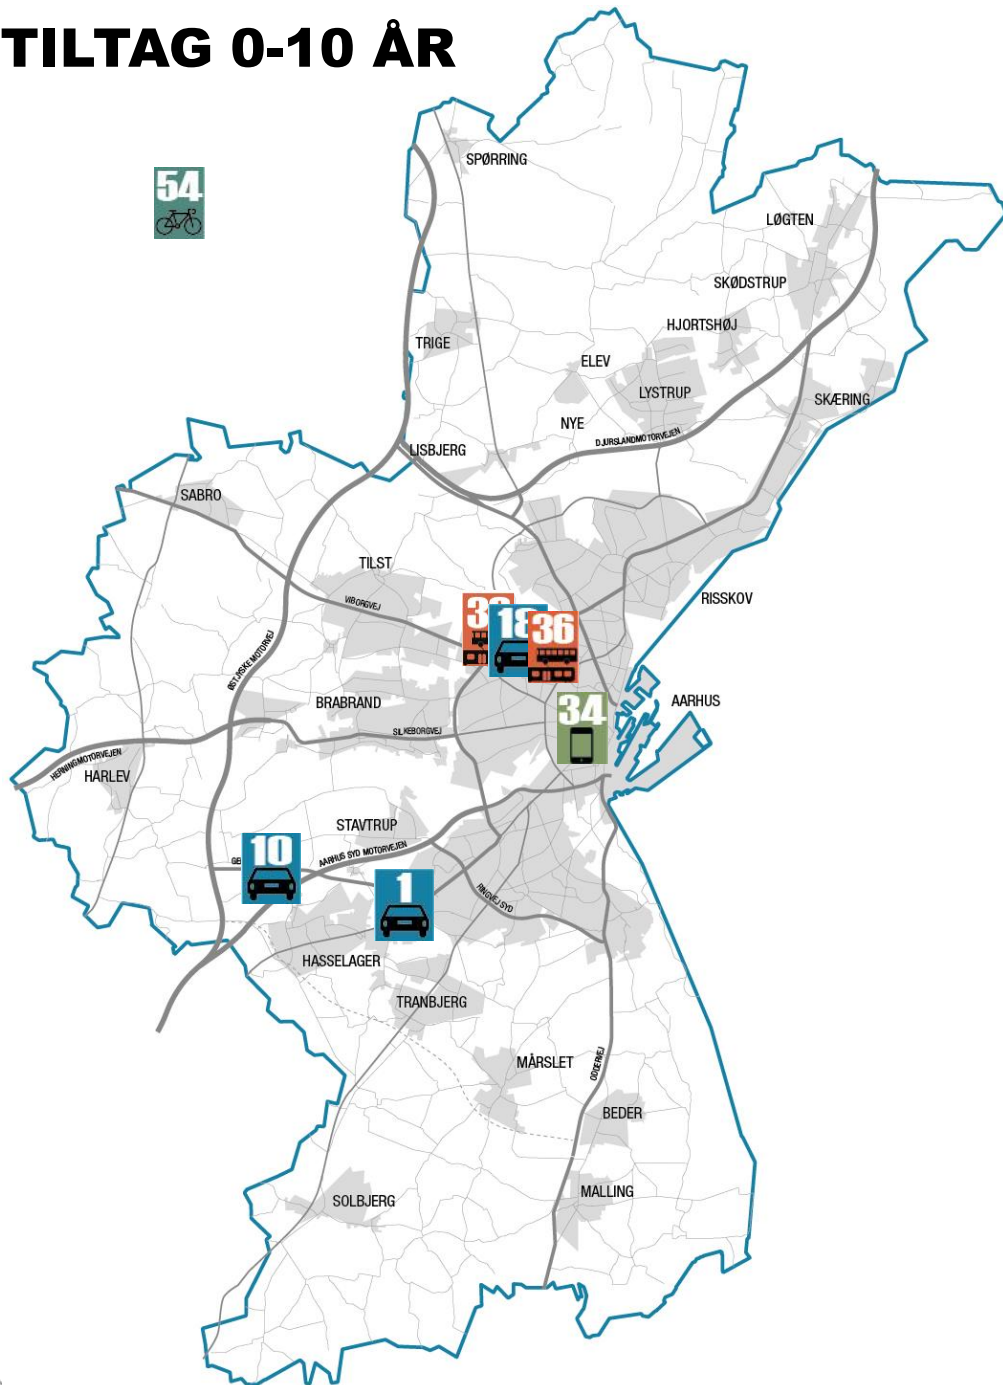 TILTAG 0-10 ÅR
SPØRRING
54
LØGTEN
SKØDSTRUP
HJORTSHØJ
TRIGE
ELEV
LYSTRUP
SKÆRING
NYE
DJURSLANDMOTORVEJEN
LISBJERG
SABRO
TILST
VIBORGVEJ
RISSKOV
18
36
ØSTJYSKE MOTORVEJ
BRABRAND
AARHUS
34
SILKEBORGVEJ
HERNINGMOTORVEJEN
HARLEV
STAVTRUP
10
AARHUS SYD MOTORVEJEN
1
RINGVEJ SYD
HASSELAGER
TRANBJERG
MÅRSLET
ODDERVEJ
BEDER
MALLING
SOLBJERG